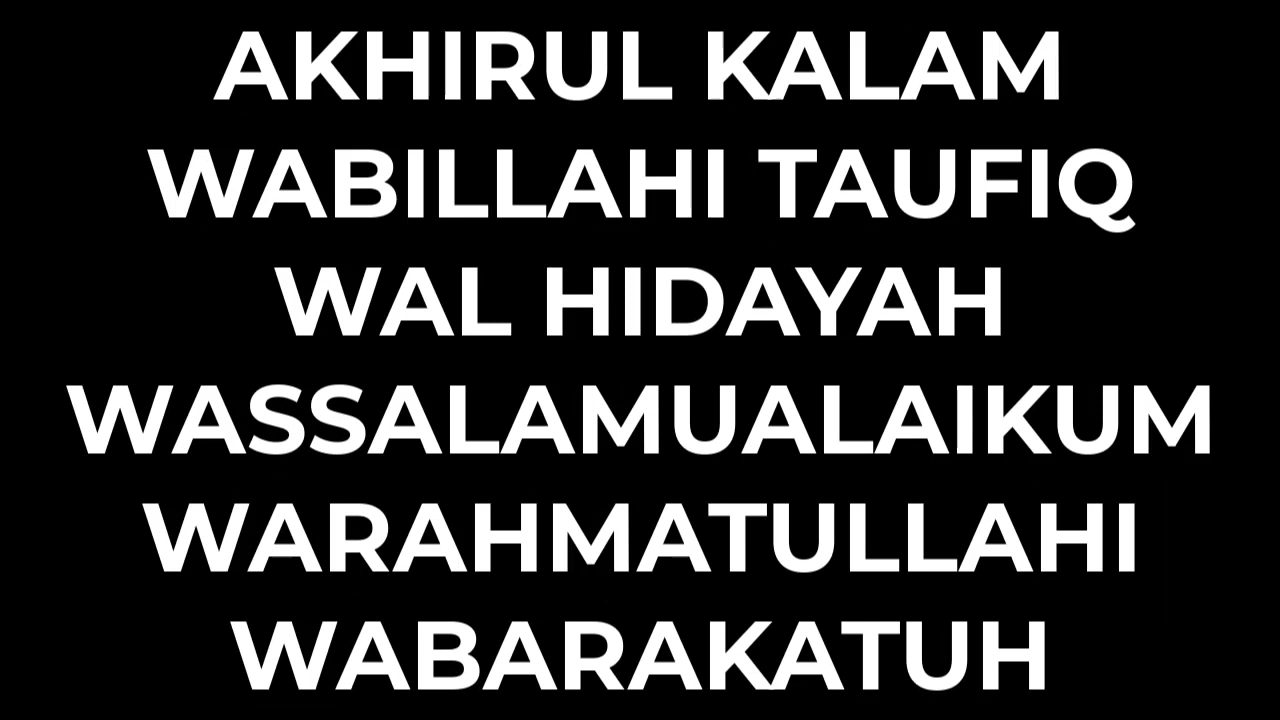 AKHIRUL KALAM
WABILLAHI TAUFIQ
WAL HIDAYAH
WASSALAMUALAIKUM
WARAHMATULLAHI
WABARAKATUH